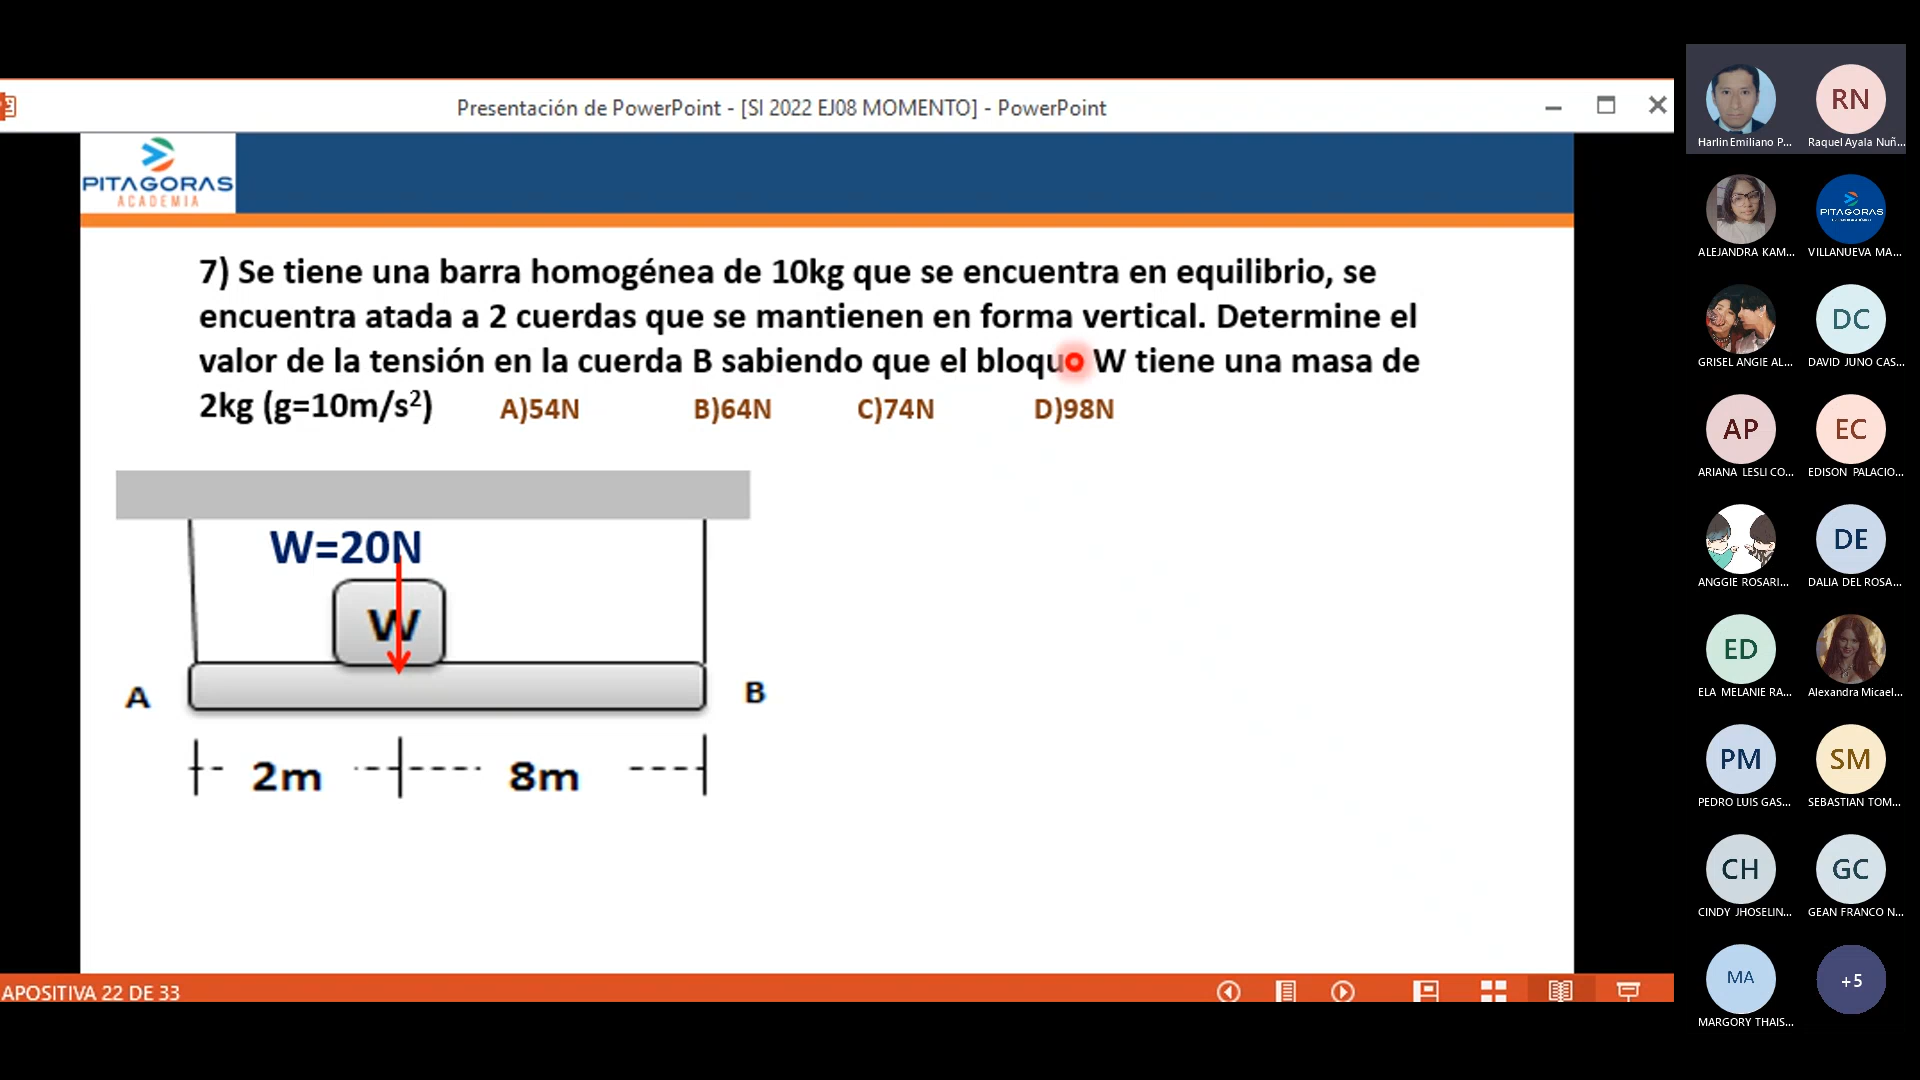 Presentación de PowerPoint - [SI 2022 EJ08 MOMENTO] - PowerPoint
PITAGORAS
ACADEMIA
7) Se tiene una barra homogénea de 10kg que se encuentra en equilibrio, se
encuentra atada a 2 cuerdas que se mantienen en forma vertical. Determine el
valor de la tensión en la cuerda B sabiendo que el bloque W tiene una masa de
2kg (g=10m/s²) A)54N B)64N C)74N D)98N
W=20N
W
A
B
2m
8m
APOSITIVA 22 DE 33
RN
Harlin Emiliano P...
Raquel Ayala Nuñ...
PITAGORAS
ALEJANDRA KAM...
VILLANUEVA MA...
DC
GRISEL ANGIE AL...
DAVID JUNO CAS...
AP
EC
ARIANA LESLI CO...
EDISON PALACIO...
DE
ANGGIE ROSARI...
DALIA DEL ROSA...
ED
ELA MELANIE RA...
Alexandra Micael...
PM
SM
PEDRO LUIS GAS...
SEBASTIAN TOM...
CH
GC
CINDY JHOSELIN...
GEAN FRANCO N...
MA
+5
MARGORY THAIS...